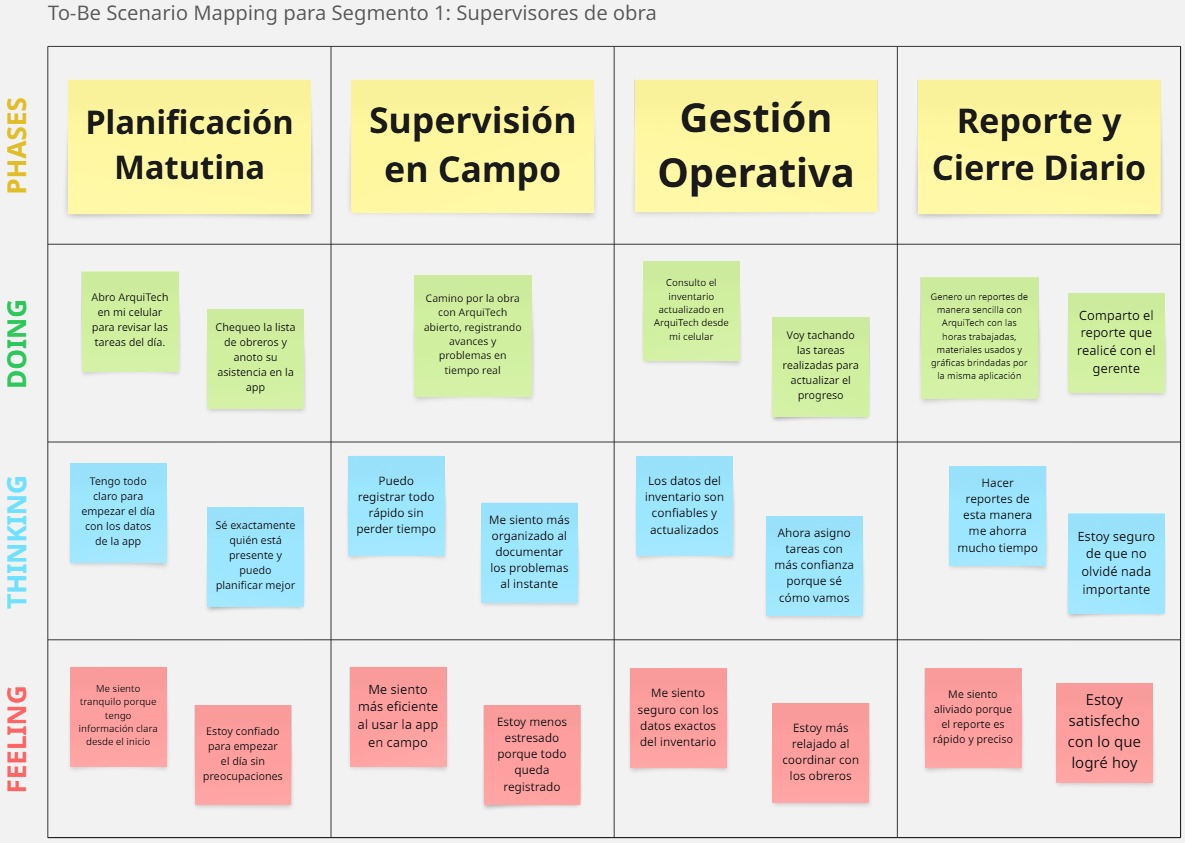 To-Be Scenario Mapping para Segmento 1: Supervisores de obra
PHASES
Planificación
Matutina
Supervisión
en Campo
Gestión
Operativa
Reporte y
Cierre Diario
DOING
Abro ArquiTech
en mi celular
para revisar las
tareas del día.
Chequeo la lista
de obreros y
anoto su
asistencia en la
app
Camino por la obra
con ArquiTech
abierto, registrando
avances y
problemas en
tiempo real
Consulto el
inventario
actualizado en
ArquiTech desde
mi celular
Voy tachando
las tareas
realizadas para
actualizar el
progreso
Genero un reportes de
manera sencilla con
ArquiTech con las
horas trabajadas,
materiales usados y
gráficas brindadas por
la misma aplicación
Comparto el
reporte que
realicé con el
gerente
THINKING
Tengo todo
claro para
empezar el día
con los datos
de la app
Sé exactamente
quién está
presente y
puedo
planificar mejor
Puedo
registrar todo
rápido sin
perder tiempo
Me siento más
organizado al
documentar
los problemas
al instante
Los datos del
inventario son
confiables y
actualizados
Ahora asigno
tareas con
más confianza
porque sé
cómo vamos
Hacer
reportes de
esta manera
me ahorra
mucho tiempo
Estoy seguro
de que no
olvidé nada
importante
FEELING
Me siento
tranquilo porque
tengo
información clara
desde el inicio
Estoy confiado
para empezar
el día sin
preocupaciones
Me siento
más eficiente
al usar la app
en campo
Estoy menos
estresado
porque todo
queda
registrado
Me siento
seguro con los
datos exactos
del inventario
Estoy más
relajado al
coordinar con
los obreros
Me siento
aliviado porque
el reporte es
rápido y preciso
Estoy
satisfecho
con lo que
logré hoy